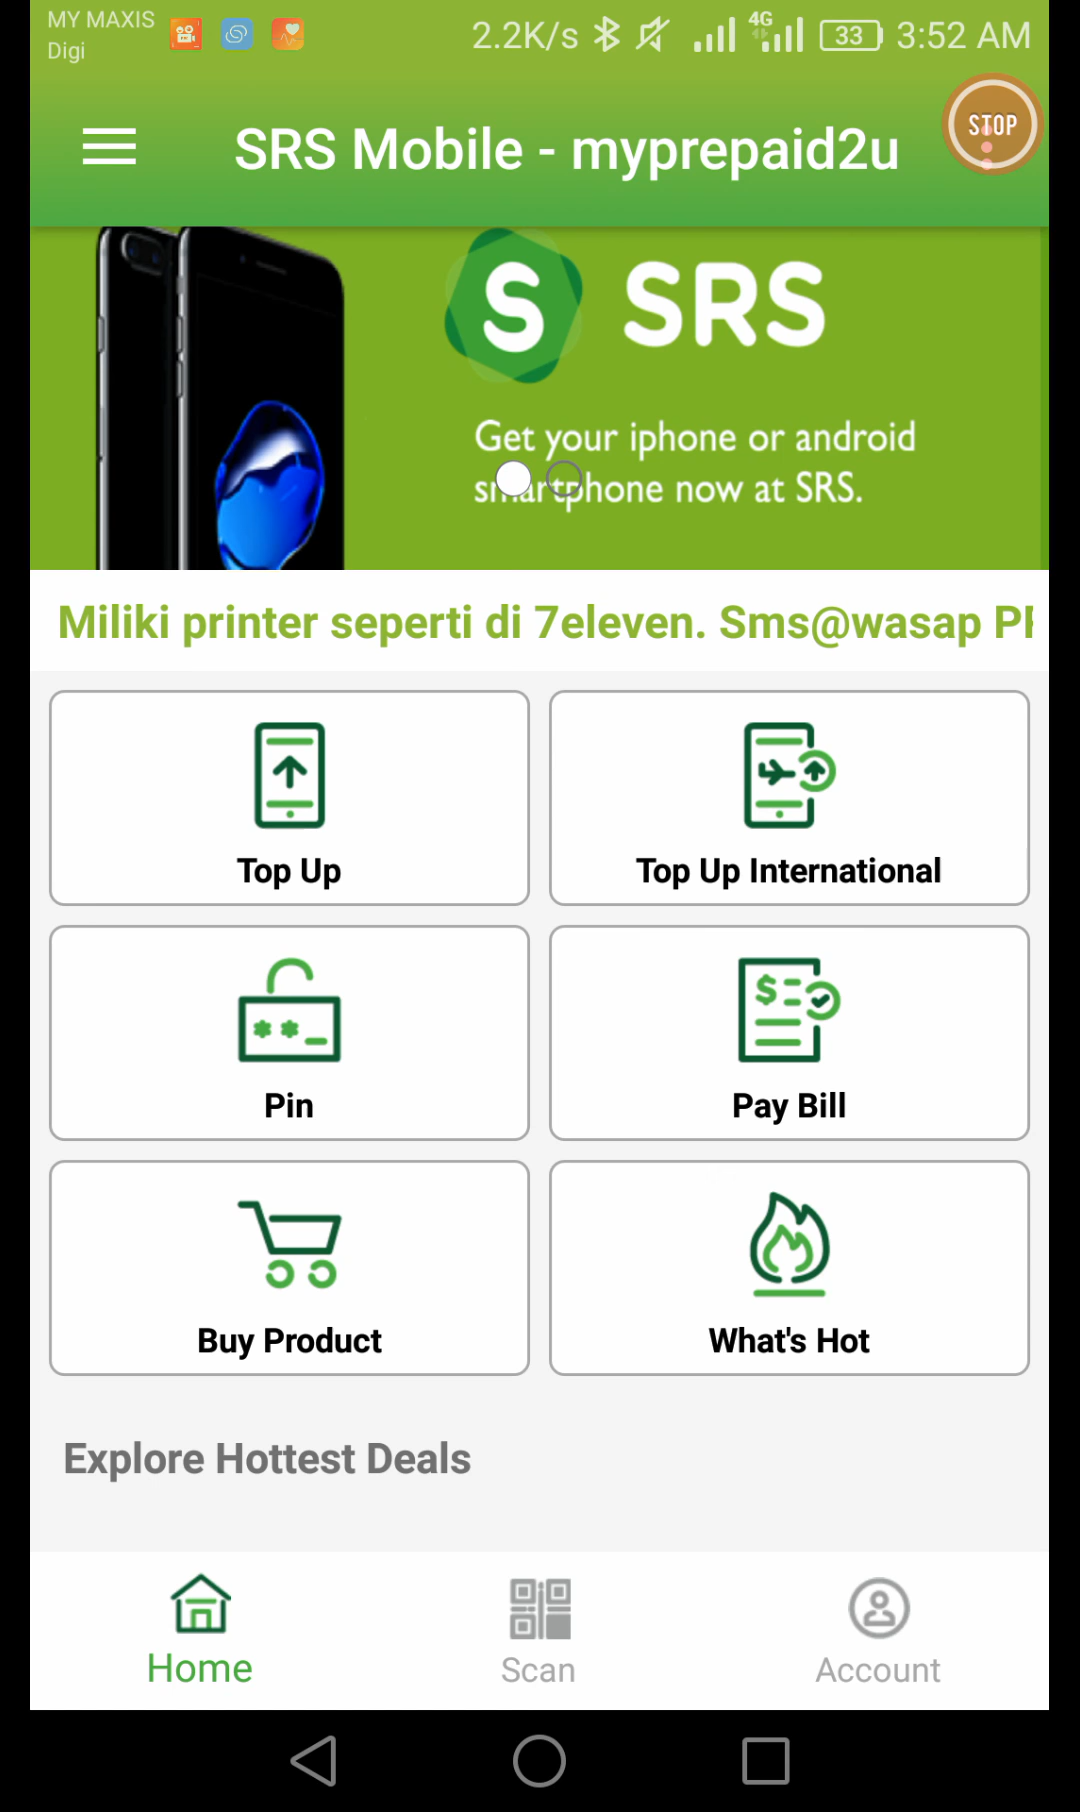 MY MAXIS
Digi
2.2K/s
4G
33
3:52 AM
SRS Mobile - myprepaid2u
STOP
S SRS
Get your iphone or android
smartphone now at SRS.
Miliki printer seperti di 7eleven. Sms@wasap
Top Up
Top Up International
Pin
Pay Bill
Buy Product
What's Hot
Explore Hottest Deals
Home
Scan
Account